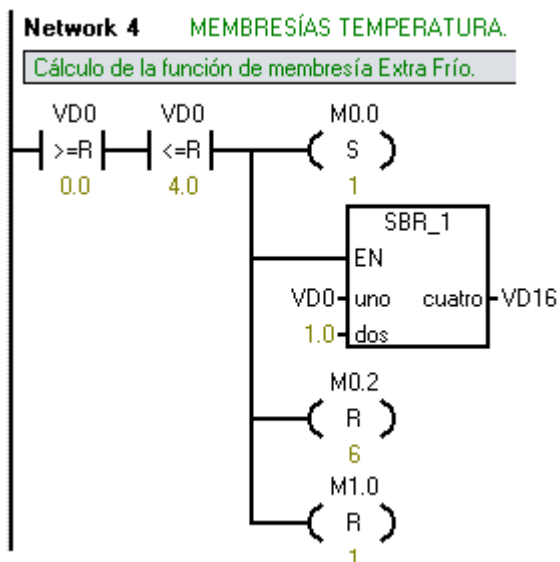 Network 4 MEMBRESÍAS TEMPERATURA.
Cálculo de la función de membresía Extra Frío.
VD0 VD0 M0.0
>=R <=R S
0.0 4.0 1
SBR_1
EN
VD0 uno cuatro VD16
1.0 dos
M0.2
R
6
M1.0
R
1